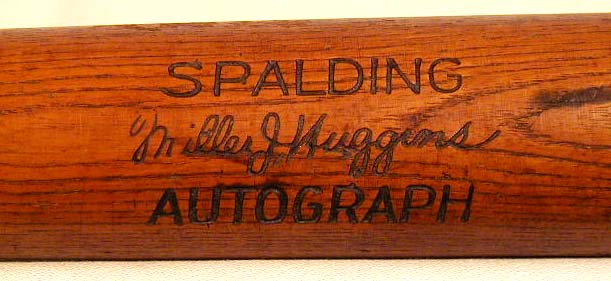 SPALDING
Miller J. Huggins
AUTOGRAPH